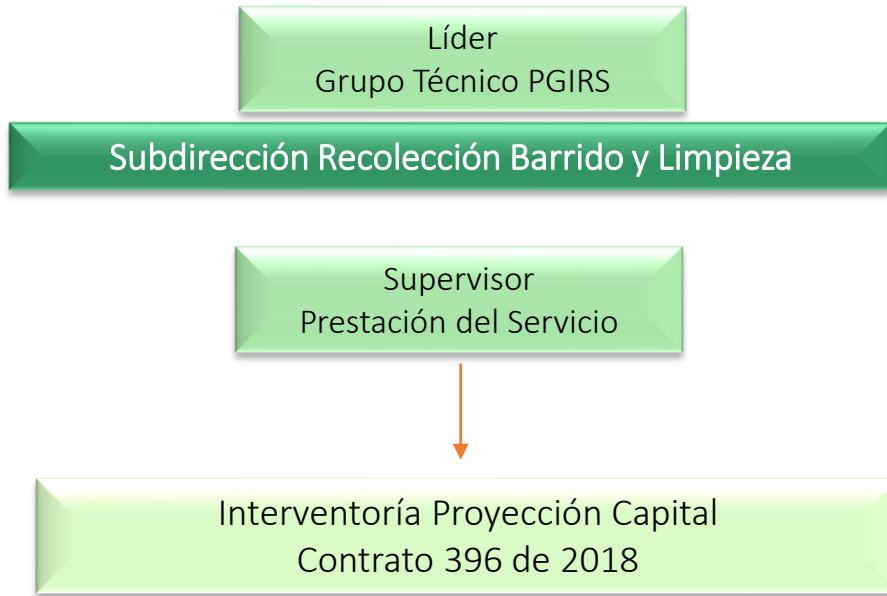 Líder
Grupo Técnico PGIRS
Subdirección Recolección Barrido y Limpieza
Supervisor
Prestación del Servicio
Interventoría Proyección Capital
Contrato 396 de 2018